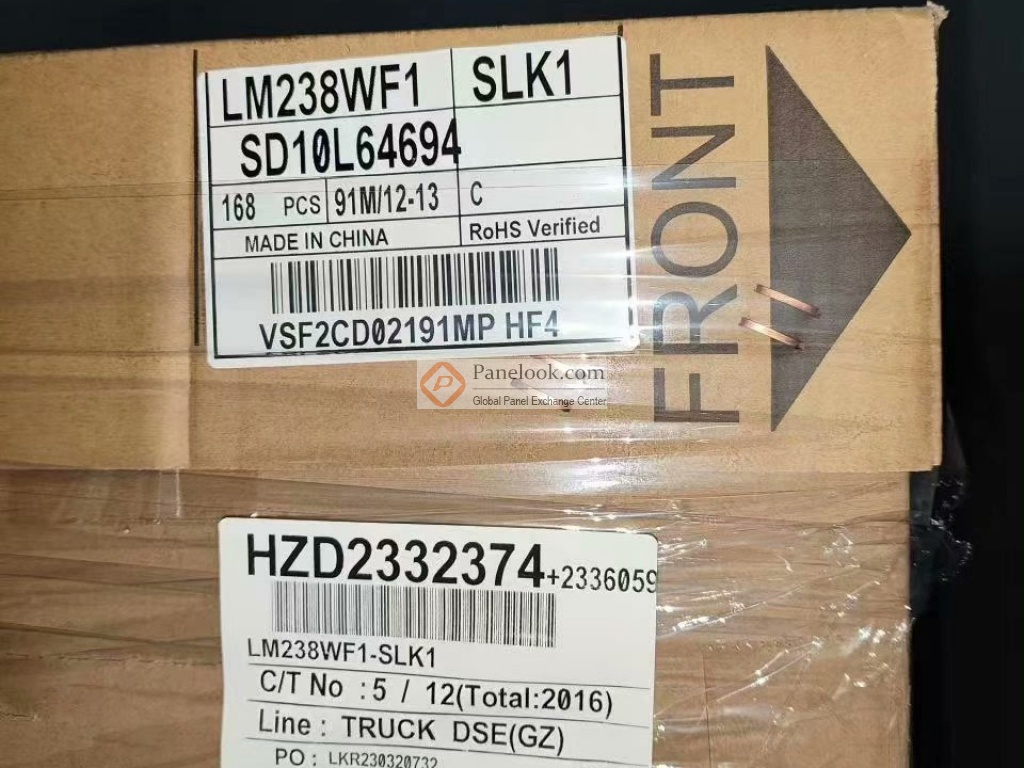 LM238WF1 SLK1
SD10L64694
168 PCS 91M/12-13 C
MADE IN CHINA RoHS Verified
VSF2CD02191MP HF4
FRONT
Panelook.com
Global Panel Exchange Center
HZD2332374+2336059
LM238WF1-SLK1
C/T No : 5 / 12(Total:2016)
Line : TRUCK DSE(GZ)
PO : LKR230320732